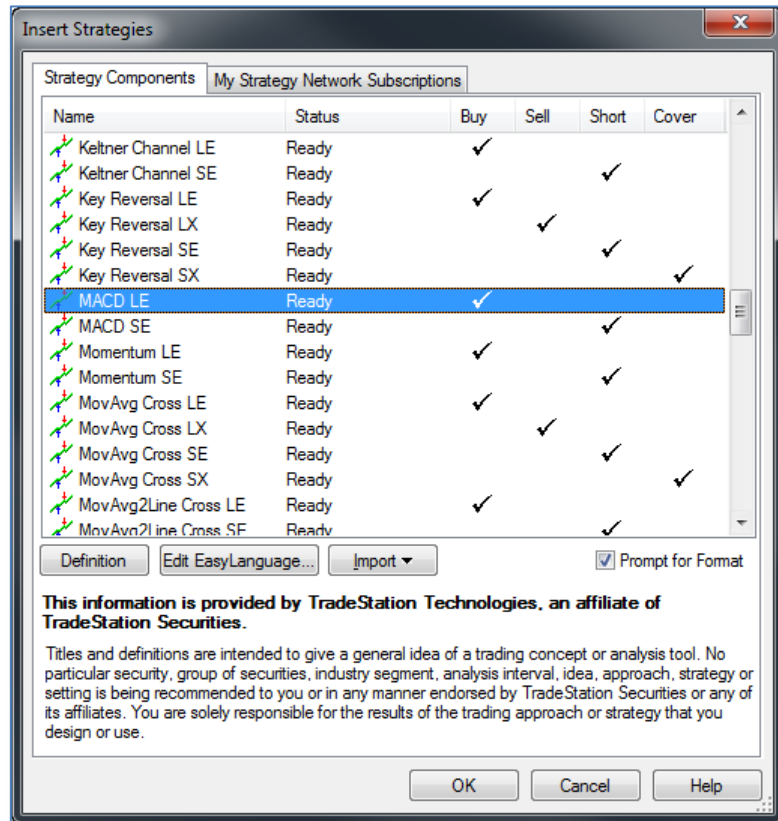 Insert Strategies
Strategy Components My Strategy Network Subscriptions
Name Status Buy Sell Short Cover
Keltner Channel LE Ready ✓
Keltner Channel SE Ready ✓
Key Reversal LE Ready ✓
Key Reversal LX Ready ✓
Key Reversal SE Ready ✓
Key Reversal SX Ready ✓
MACD LE Ready ✓
MACD SE Ready ✓
Momentum LE Ready ✓
Momentum SE Ready ✓
MovAvg Cross LE Ready ✓
MovAvg Cross LX Ready ✓
MovAvg Cross SE Ready ✓
MovAvg Cross SX Ready ✓
MovAvg2Line Cross LE Ready ✓
MovAvg2Line Cross SE Ready ✓
Definition Edit EasyLanguage... Import Prompt for Format
This information is provided by TradeStation Technologies, an affiliate of
TradeStation Securities.
Titles and definitions are intended to give a general idea of a trading concept or analysis tool. No
particular security, group of securities, industry segment, analysis interval, idea, approach, strategy or
setting is being recommended to you or in any manner endorsed by TradeStation Securities or any of
its affiliates. You are solely responsible for the results of the trading approach or strategy that you
design or use.
OK Cancel Help